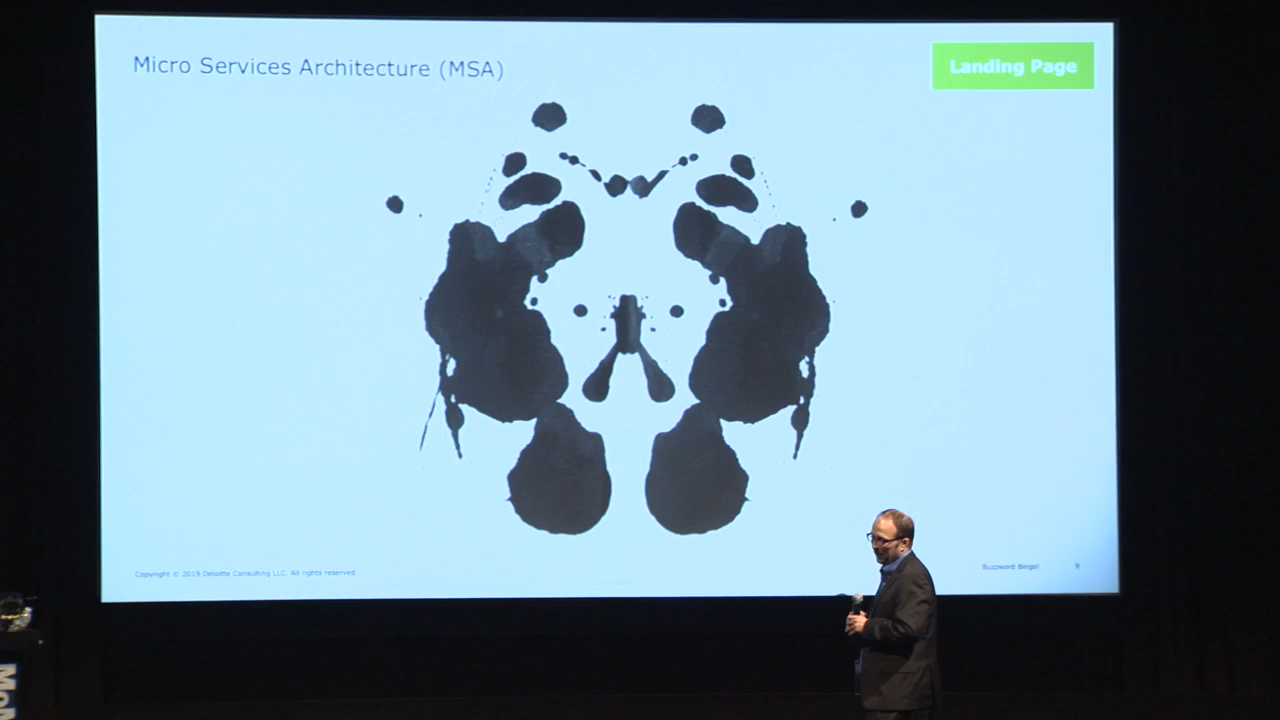 Micro Services Architecture (MSA)
Landing Page
Copyright © 2019 Deloitte Consulting LLC. All rights reserved.
Buzzword Bingo!
9